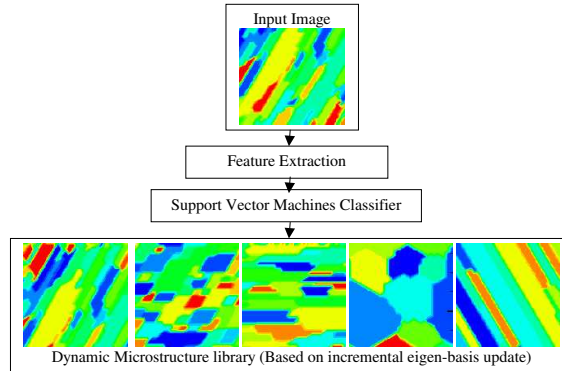 Input Image
Feature Extraction
Support Vector Machines Classifier
Dynamic Microstructure library (Based on incremental eigen-basis update)